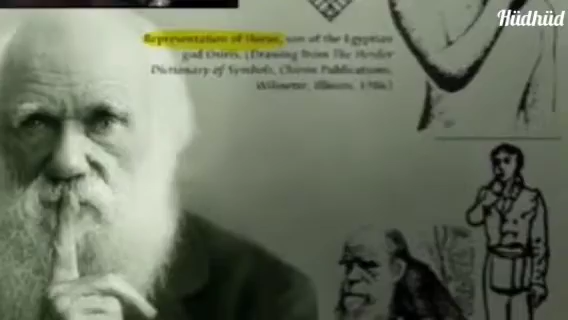 Hüdhüd
Representation of Horus, son of the Egyptian
god Osiris. (Drawing from The Herder
Dictionary of Symbols, Chiron Publications,
Wilmette, Illinois, 1986)